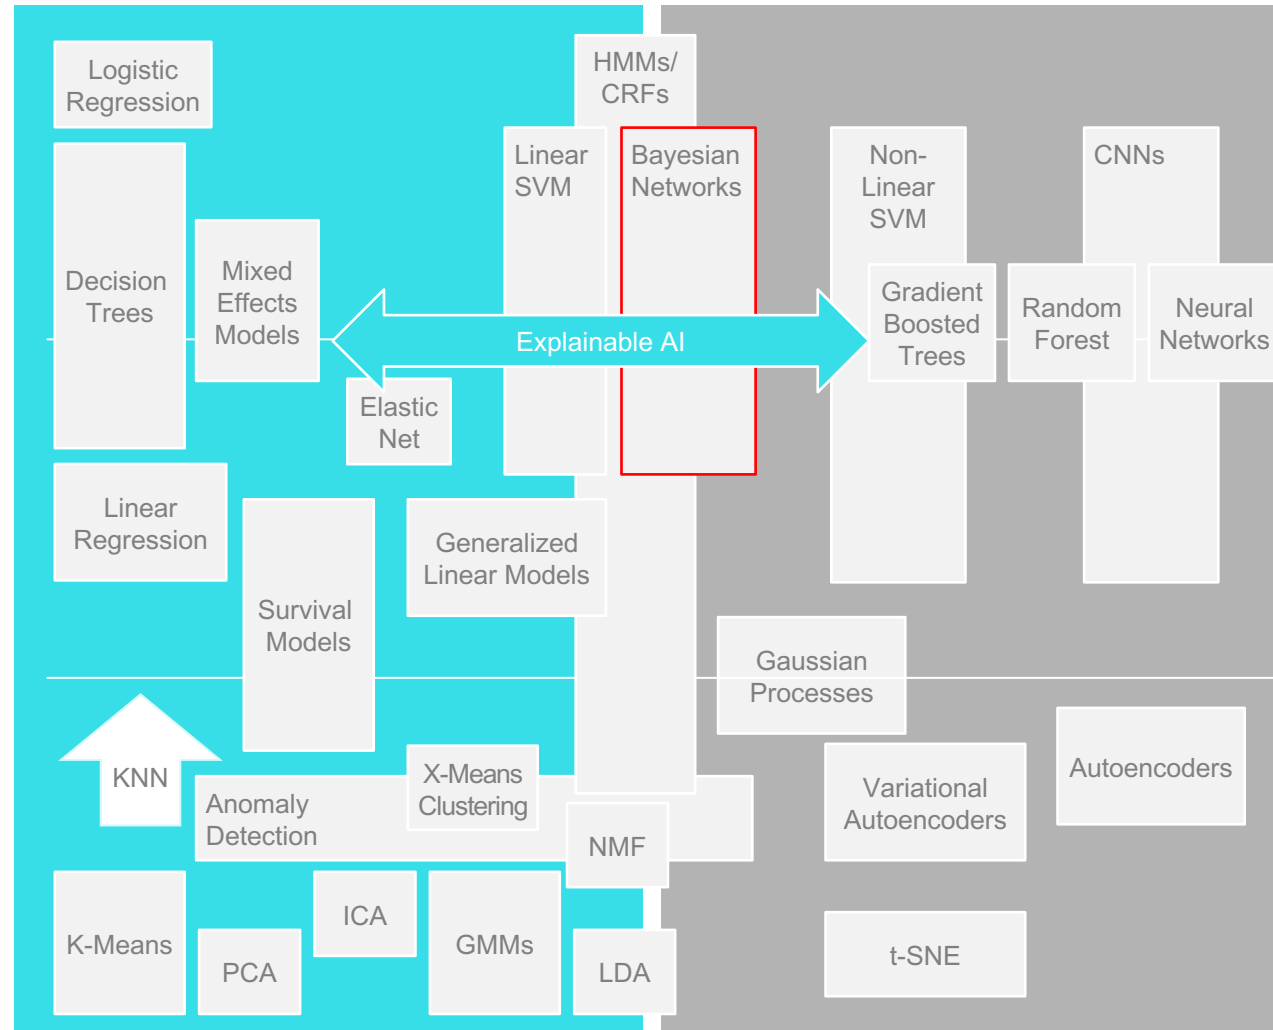 Logistic
Regression
HMMs/
CRFs
Linear
SVM
Bayesian
Networks
Non-
Linear
SVM
CNNs
Decision
Trees
Mixed
Effects
Models
Explainable AI
Gradient
Boosted
Trees
Random
Forest
Neural
Networks
Elastic
Net
Linear
Regression
Generalized
Linear Models
Survival
Models
Gaussian
Processes
KNN
X-Means
Clustering
Anomaly
Detection
NMF
Variational
Autoencoders
Autoencoders
K-Means
PCA
ICA
GMMs
LDA
t-SNE